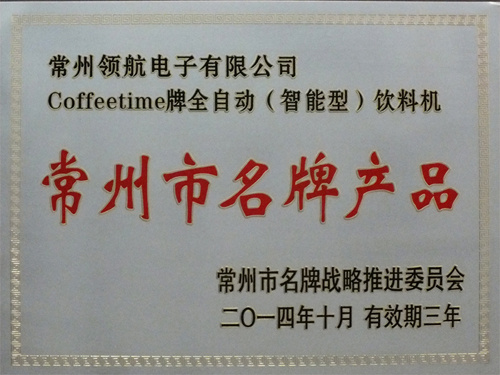 常州领航电子有限公司
Coffeetime牌全自动（智能型）饮料机
常州市名牌产品
常州市名牌战略推进委员会
二〇一四年十月 有效期三年